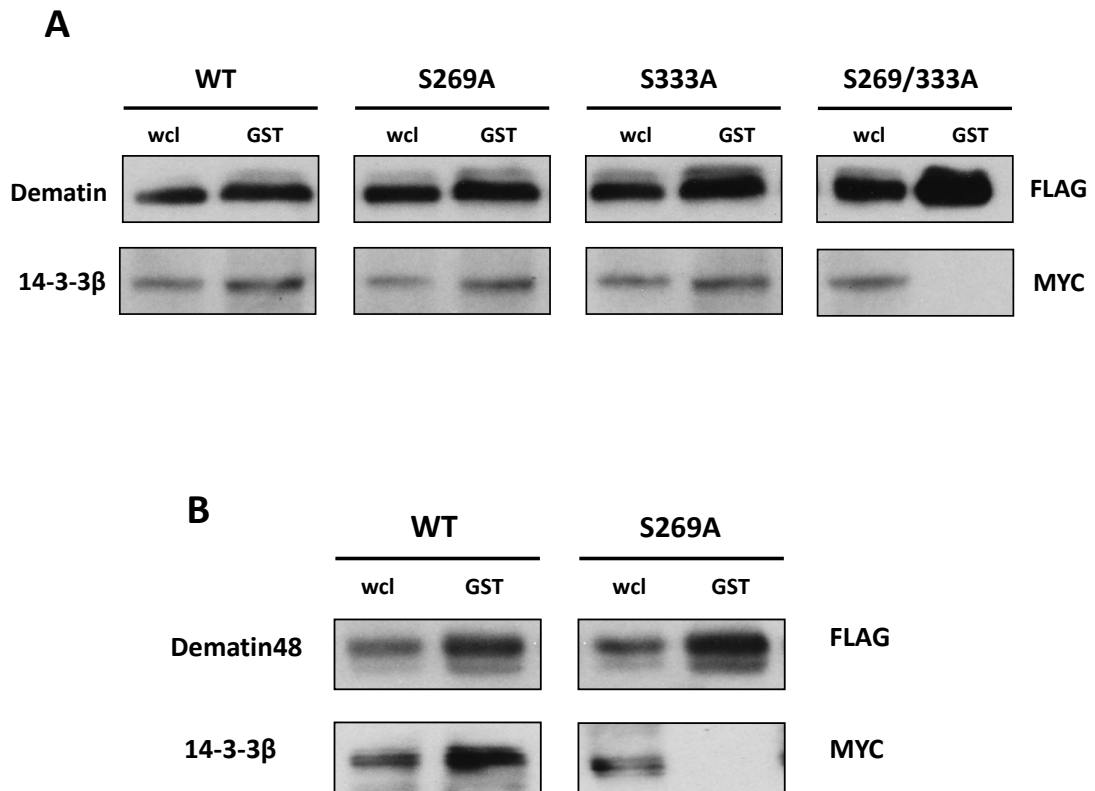 A
WT S269A S333A S269/333A
wcl GST wcl GST wcl GST wcl GST
Dematin FLAG
14-3-3β MYC
B
WT S269A
wcl GST wcl GST
Dematin48 FLAG
14-3-3β MYC